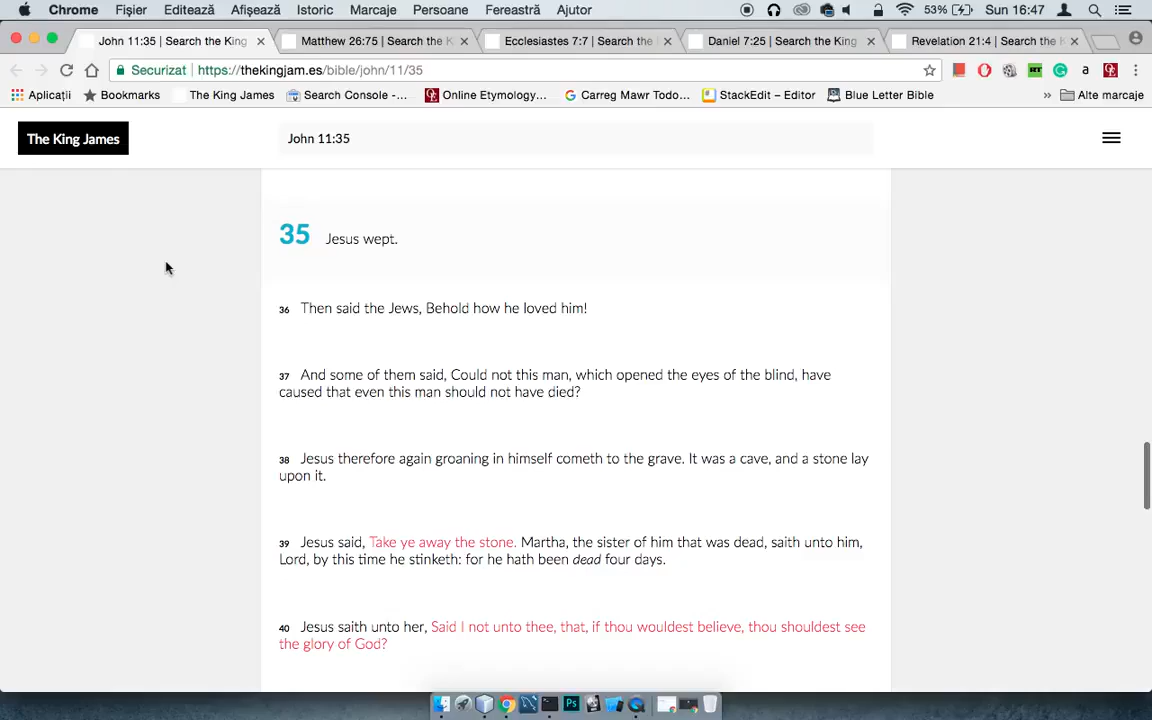 Chrome Fișier Editează Afișează Istoric Marcaje Persoane Fereastră Ajutor 53% Sun 16:47
John 11:35 | Search the King Matthew 26:75 | Search the K Ecclesiastes 7:7 | Search the Daniel 7:25 | Search the King Revelation 21:4 | Search the K
Securizat https://thekingjam.es/bible/john/11/35
Aplicații Bookmarks The King James Search Console -... Online Etymology... Carreg Mawr Todo... StackEdit – Editor Blue Letter Bible » Alte marcaje
The King James John 11:35
35 Jesus wept.
36 Then said the Jews, Behold how he loved him!
37 And some of them said, Could not this man, which opened the eyes of the blind, have
caused that even this man should not have died?
38 Jesus therefore again groaning in himself cometh to the grave. It was a cave, and a stone lay
upon it.
39 Jesus said, Take ye away the stone. Martha, the sister of him that was dead, saith unto him,
Lord, by this time he stinketh: for he hath been dead four days.
40 Jesus saith unto her, Said I not unto thee, that, if thou wouldest believe, thou shouldest see
the glory of God?